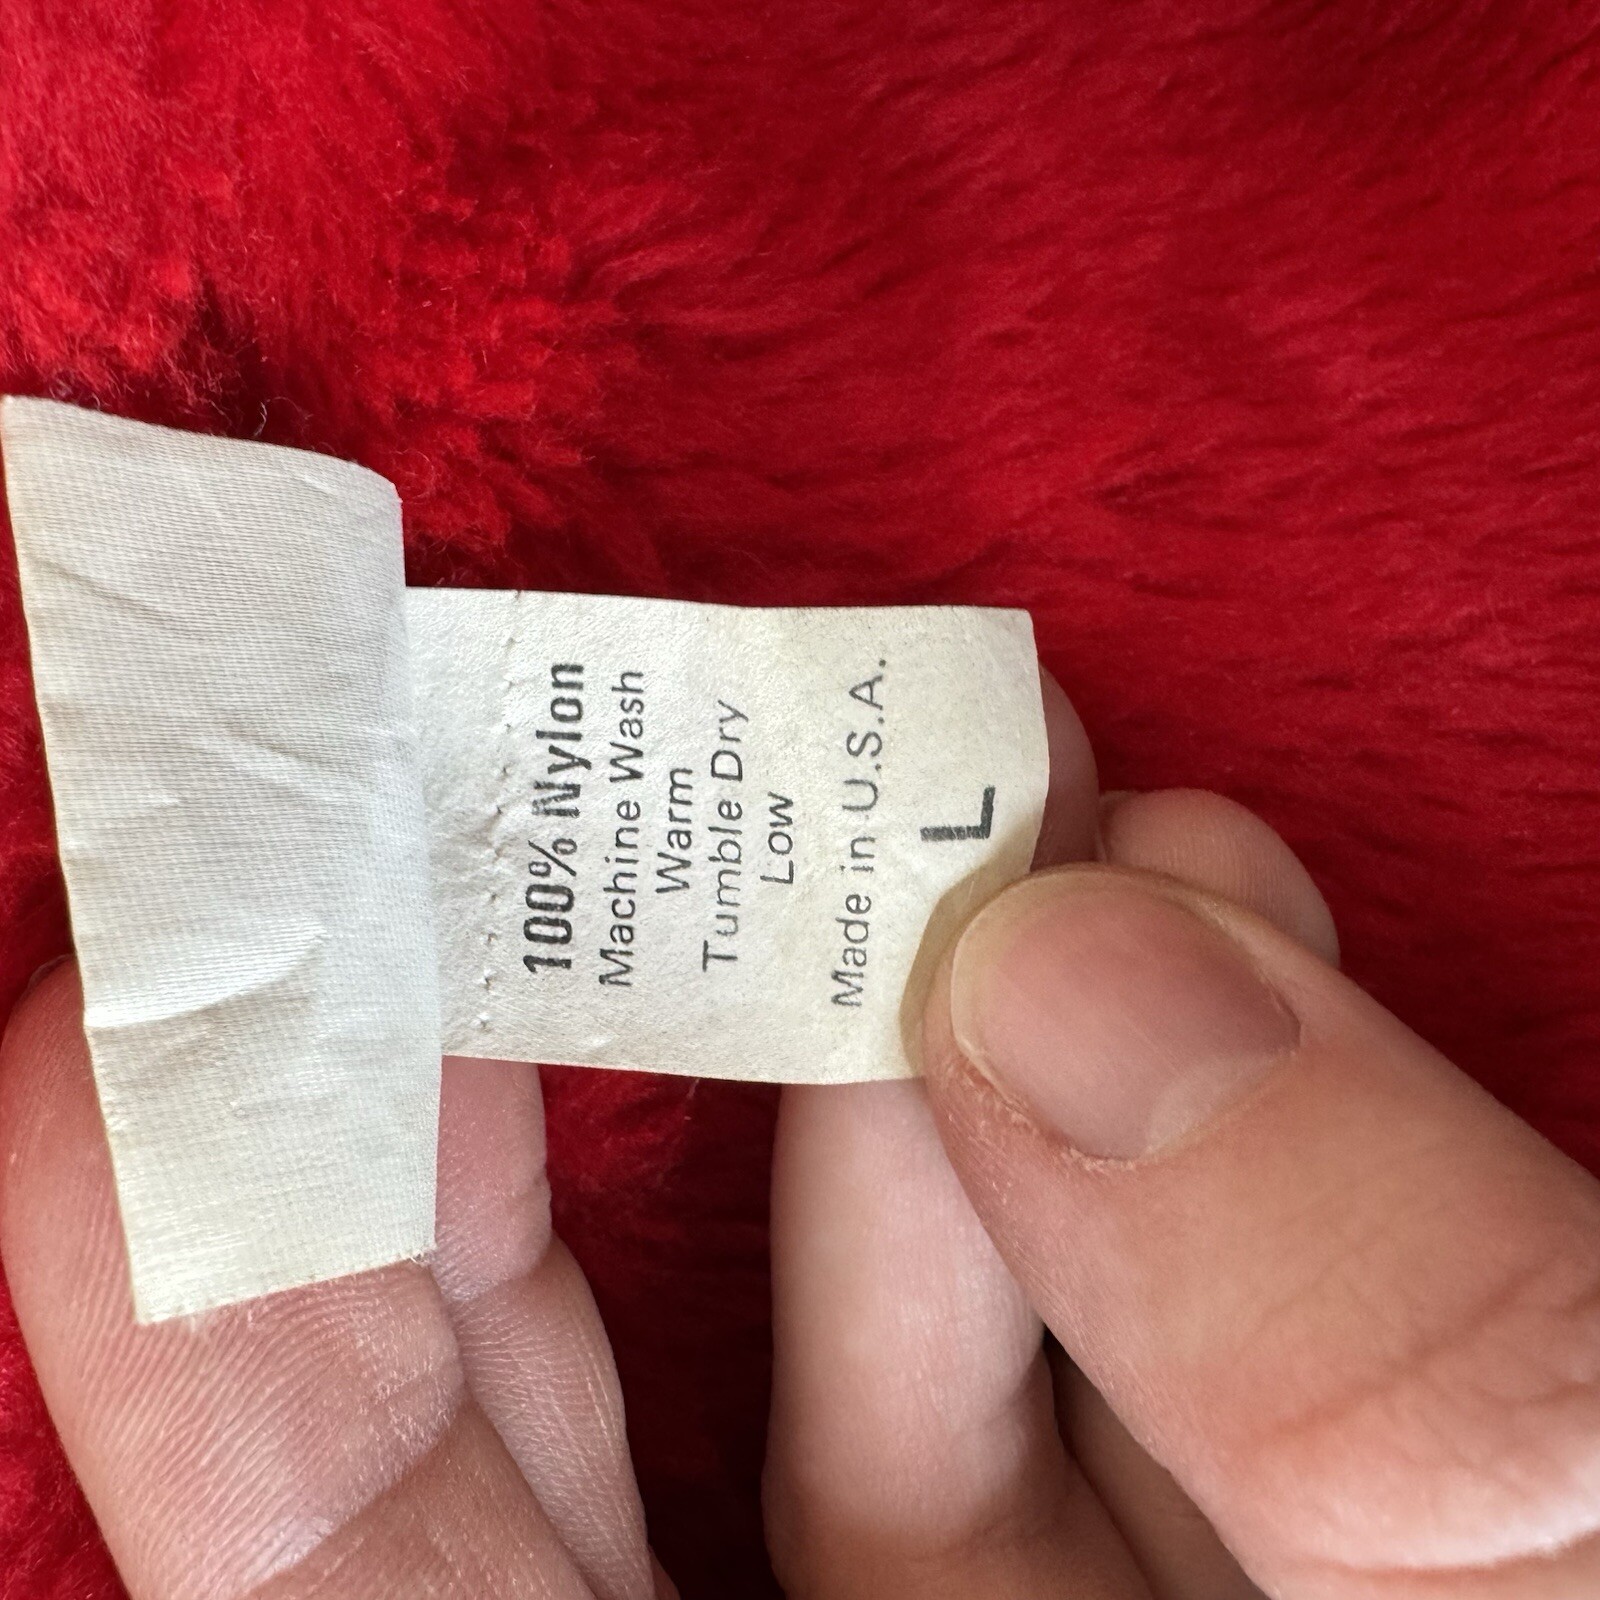 100% Nylon
Machine Wash
Warm
Tumble Dry
Low
Made in U.S.A.
L